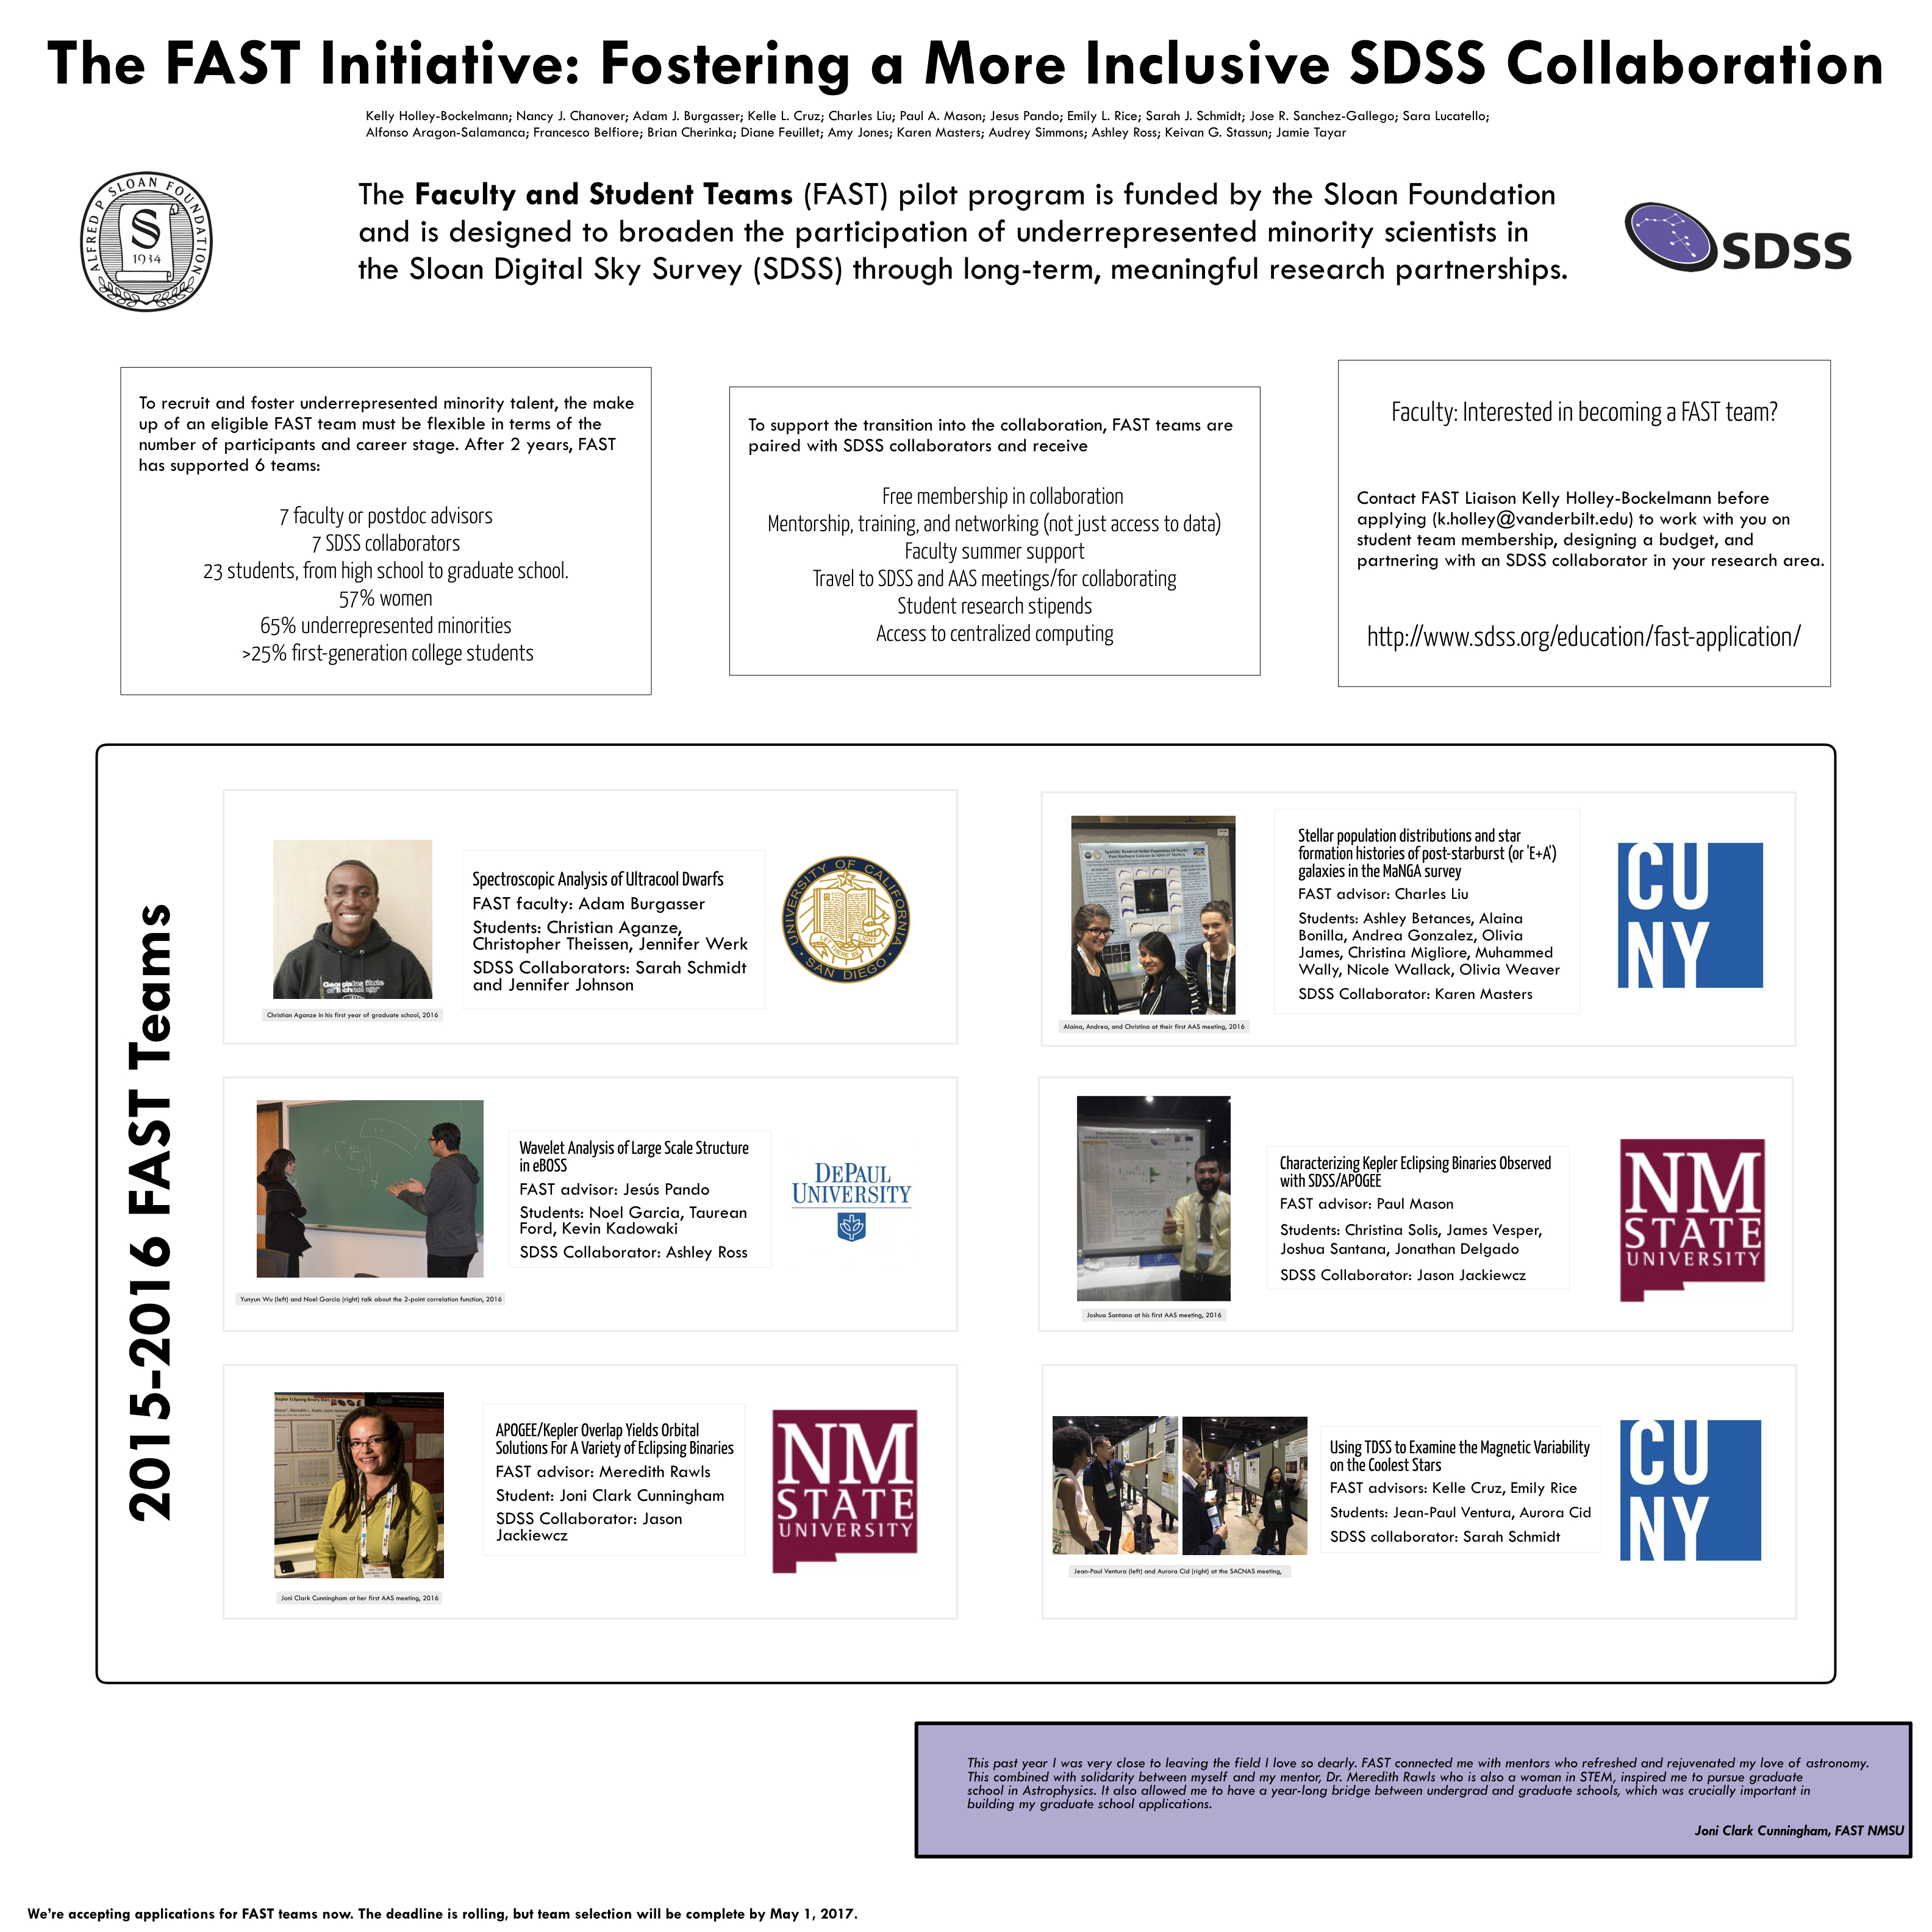 The FAST Initiative: Fostering a More Inclusive SDSS Collaboration
Kelly Holley-Bockelmann; Nancy J. Chanover; Adam J. Burgasser; Kelle L. Cruz; Charles Liu; Paul A. Mason; Jesus Pando; Emily L. Rice; Sarah J. Schmidt; Jose R. Sanchez-Gallego; Sara Lucatello;
Alfonso Aragon-Salamanca; Francesco Belfiore; Brian Cherinka; Diane Feuillet; Amy Jones; Karen Masters; Audrey Simmons; Ashley Ross; Keivan G. Stassun; Jamie Tayar
ALFRED P SLOAN FOUNDATION
S
1934
The Faculty and Student Teams (FAST) pilot program is funded by the Sloan Foundation
and is designed to broaden the participation of underrepresented minority scientists in
the Sloan Digital Sky Survey (SDSS) through long-term, meaningful research partnerships.
SDSS
To recruit and foster underrepresented minority talent, the make
up of an eligible FAST team must be flexible in terms of the
number of participants and career stage. After 2 years, FAST
has supported 6 teams:
7 faculty or postdoc advisors
7 SDSS collaborators
23 students, from high school to graduate school.
57% women
65% underrepresented minorities
>25% first-generation college students
To support the transition into the collaboration, FAST teams are
paired with SDSS collaborators and receive
Free membership in collaboration
Mentorship, training, and networking (not just access to data)
Faculty summer support
Travel to SDSS and AAS meetings/for collaborating
Student research stipends
Access to centralized computing
Faculty: Interested in becoming a FAST team?
Contact FAST Liaison Kelly Holley-Bockelmann before
applying (k.holley@vanderbilt.edu) to work with you on
student team membership, designing a budget, and
partnering with an SDSS collaborator in your research area.
http://www.sdss.org/education/fast-application/
2015-2016 FAST Teams
Christian Aganze in his first year of graduate school, 2016
Spectroscopic Analysis of Ultracool Dwarfs
FAST faculty: Adam Burgasser
Students: Christian Aganze,
Christopher Theissen, Jennifer Werk
SDSS Collaborators: Sarah Schmidt
and Jennifer Johnson
UNIVERSITY OF CALIFORNIA
LET THERE BE LIGHT
SAN DIEGO
Spatially Resolved Stellar Populations Of Nearby
Post-Starburst Galaxies In SDSS-IV MaNGA
Alaina, Andrea, and Christina at their first AAS meeting, 2016
Stellar population distributions and star
formation histories of post-starburst (or 'E+A')
galaxies in the MaNGA survey
FAST advisor: Charles Liu
Students: Ashley Betances, Alaina
Bonilla, Andrea Gonzalez, Olivia
James, Christina Migliore, Muhammed
Wally, Nicole Wallack, Olivia Weaver
SDSS Collaborator: Karen Masters
CU
NY
Yunyun Wu (left) and Noel Garcia (right) talk about the 2-point correlation function, 2016
Wavelet Analysis of Large Scale Structure
in eBOSS
FAST advisor: Jesús Pando
Students: Noel Garcia, Taurean
Ford, Kevin Kadowaki
SDSS Collaborator: Ashley Ross
DEPAUL
UNIVERSITY
Joshua Santana at his first AAS meeting, 2016
Characterizing Kepler Eclipsing Binaries Observed
with SDSS/APOGEE
FAST advisor: Paul Mason
Students: Christina Solis, James Vesper,
Joshua Santana, Jonathan Delgado
SDSS Collaborator: Jason Jackiewcz
NM
STATE
UNIVERSITY
Kepler Eclipsing Binary Stars
Joni Clark Cunningham at her first AAS meeting, 2016
APOGEE/Kepler Overlap Yields Orbital
Solutions For A Variety of Eclipsing Binaries
FAST advisor: Meredith Rawls
Student: Joni Clark Cunningham
SDSS Collaborator: Jason
Jackiewcz
NM
STATE
UNIVERSITY
Jean-Paul Ventura (left) and Aurora Cid (right) at the SACNAS meeting,
Using TDSS to Examine the Magnetic Variability
on the Coolest Stars
FAST advisors: Kelle Cruz, Emily Rice
Students: Jean-Paul Ventura, Aurora Cid
SDSS collaborator: Sarah Schmidt
CU
NY
This past year I was very close to leaving the field I love so dearly. FAST connected me with mentors who refreshed and rejuvenated my love of astronomy.
This combined with solidarity between myself and my mentor, Dr. Meredith Rawls who is also a woman in STEM, inspired me to pursue graduate
school in Astrophysics. It also allowed me to have a year-long bridge between undergrad and graduate schools, which was crucially important in
building my graduate school applications.
Joni Clark Cunningham, FAST NMSU
We're accepting applications for FAST teams now. The deadline is rolling, but team selection will be complete by May 1, 2017.